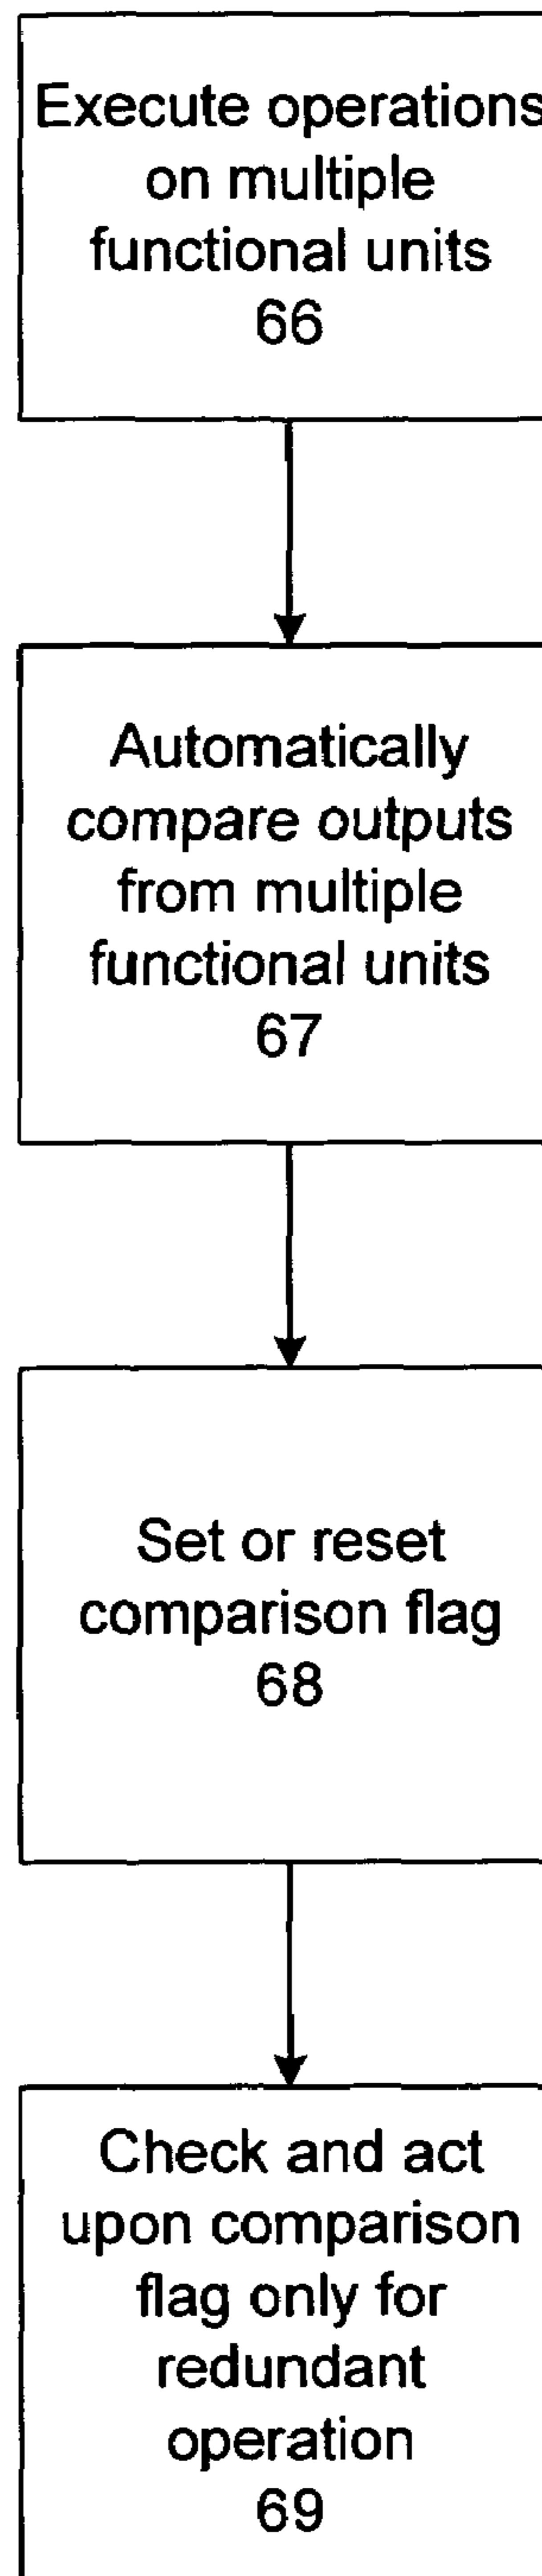 Execute operations
on multiple
functional units
66
Automatically
compare outputs
from multiple
functional units
67
Set or reset
comparison flag
68
Check and act
upon comparison
flag only for
redundant
operation
69